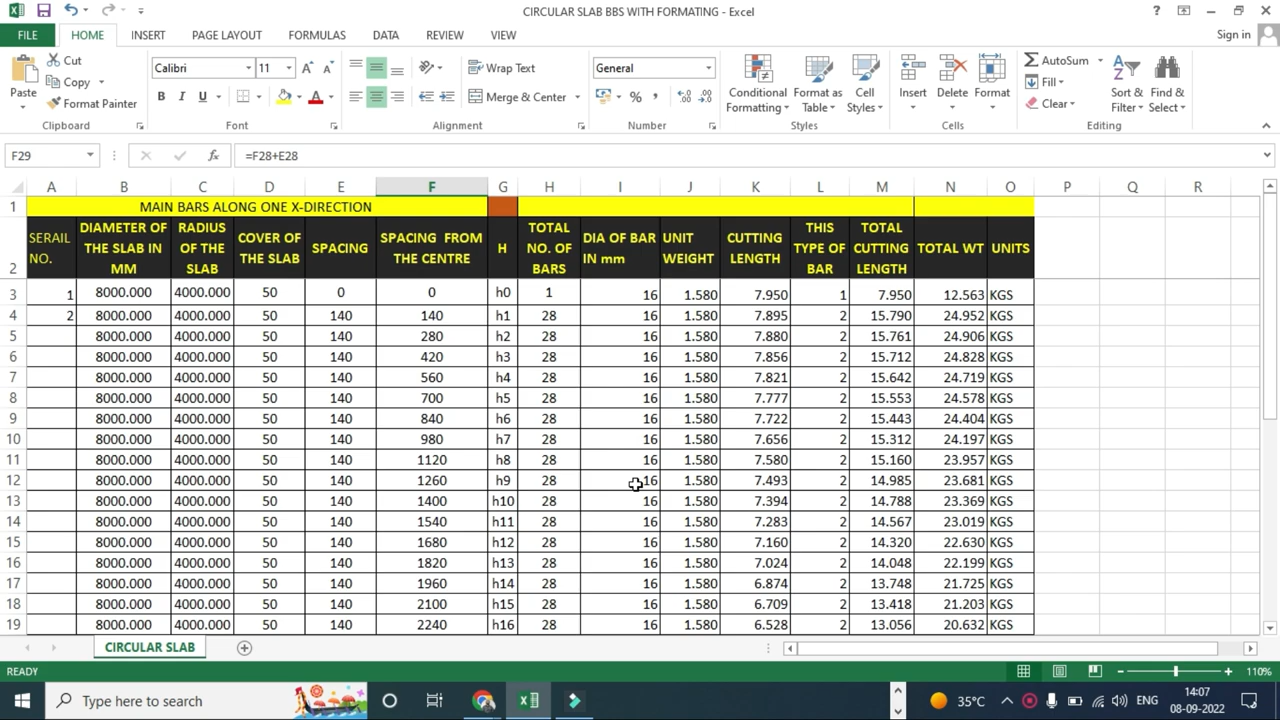 CIRCULAR SLAB BBS WITH FORMATING - Excel
FILE HOME INSERT PAGE LAYOUT FORMULAS DATA REVIEW VIEW Sign in
Paste Cut Copy Format Painter Clipboard
Calibri 11 B I U A Font
Wrap Text Merge & Center Alignment
General % Number
Conditional Formatting Format as Table Cell Styles Styles
Insert Delete Format Cells
AutoSum Fill Clear Sort & Filter Find & Select Editing
F29 fx =F28+E28
A B C D E F G H I J K L M N O P Q R
1 MAIN BARS ALONG ONE X-DIRECTION
2 SERAIL NO. DIAMETER OF THE SLAB IN MM RADIUS OF THE SLAB COVER OF THE SLAB SPACING SPACING FROM THE CENTRE H TOTAL NO. OF BARS DIA OF BAR IN mm UNIT WEIGHT CUTTING LENGTH THIS TYPE OF BAR TOTAL CUTTING LENGTH TOTAL WT UNITS
3 1 8000.000 4000.000 50 0 0 h0 1 16 1.580 7.950 1 7.950 12.563 KGS
4 2 8000.000 4000.000 50 140 140 h1 28 16 1.580 7.895 2 15.790 24.952 KGS
5 8000.000 4000.000 50 140 280 h2 28 16 1.580 7.880 2 15.761 24.906 KGS
6 8000.000 4000.000 50 140 420 h3 28 16 1.580 7.856 2 15.712 24.828 KGS
7 8000.000 4000.000 50 140 560 h4 28 16 1.580 7.821 2 15.642 24.719 KGS
8 8000.000 4000.000 50 140 700 h5 28 16 1.580 7.777 2 15.553 24.578 KGS
9 8000.000 4000.000 50 140 840 h6 28 16 1.580 7.722 2 15.443 24.404 KGS
10 8000.000 4000.000 50 140 980 h7 28 16 1.580 7.656 2 15.312 24.197 KGS
11 8000.000 4000.000 50 140 1120 h8 28 16 1.580 7.580 2 15.160 23.957 KGS
12 8000.000 4000.000 50 140 1260 h9 28 16 1.580 7.493 2 14.985 23.681 KGS
13 8000.000 4000.000 50 140 1400 h10 28 16 1.580 7.394 2 14.788 23.369 KGS
14 8000.000 4000.000 50 140 1540 h11 28 16 1.580 7.283 2 14.567 23.019 KGS
15 8000.000 4000.000 50 140 1680 h12 28 16 1.580 7.160 2 14.320 22.630 KGS
16 8000.000 4000.000 50 140 1820 h13 28 16 1.580 7.024 2 14.048 22.199 KGS
17 8000.000 4000.000 50 140 1960 h14 28 16 1.580 6.874 2 13.748 21.725 KGS
18 8000.000 4000.000 50 140 2100 h15 28 16 1.580 6.709 2 13.418 21.203 KGS
19 8000.000 4000.000 50 140 2240 h16 28 16 1.580 6.528 2 13.056 20.632 KGS
CIRCULAR SLAB
READY 110%
Type here to search 35°C ENG 14:07
08-09-2022